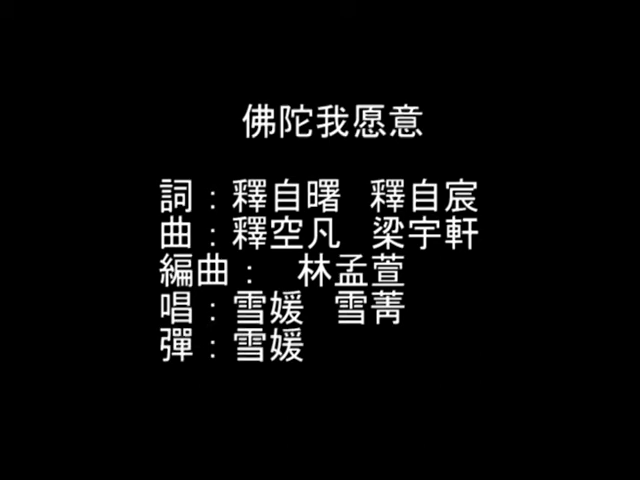 佛陀我愿意
詞：釋自曙 釋自宸
曲：釋空凡 梁宇軒
編曲： 林孟萱
唱：雪媛 雪菁
彈：雪媛